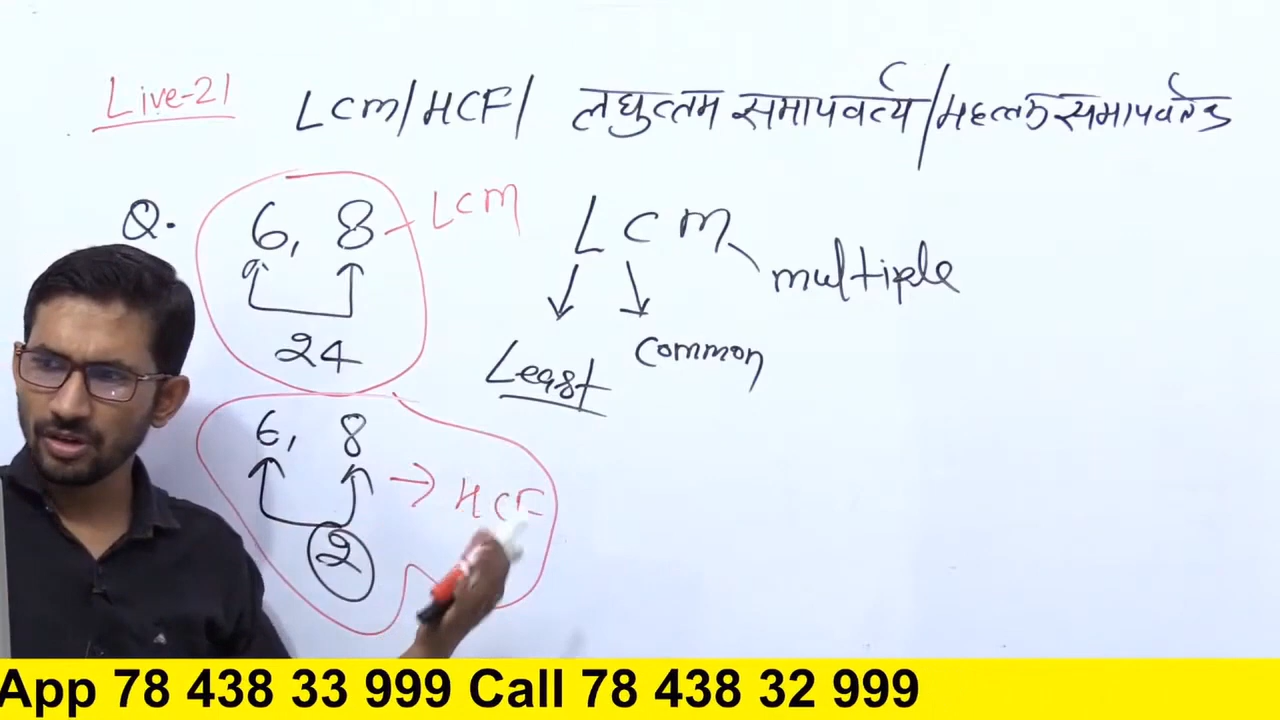 Live-21 LCM/HCF/ लघुत्तम समापवर्त्य/महत्तम समापवर्तक
Q. 6, 8 - LCM
24
LCM
multiple
Least
Common
6, 8 → HCF
2
App 78 438 33 999 Call 78 438 32 999